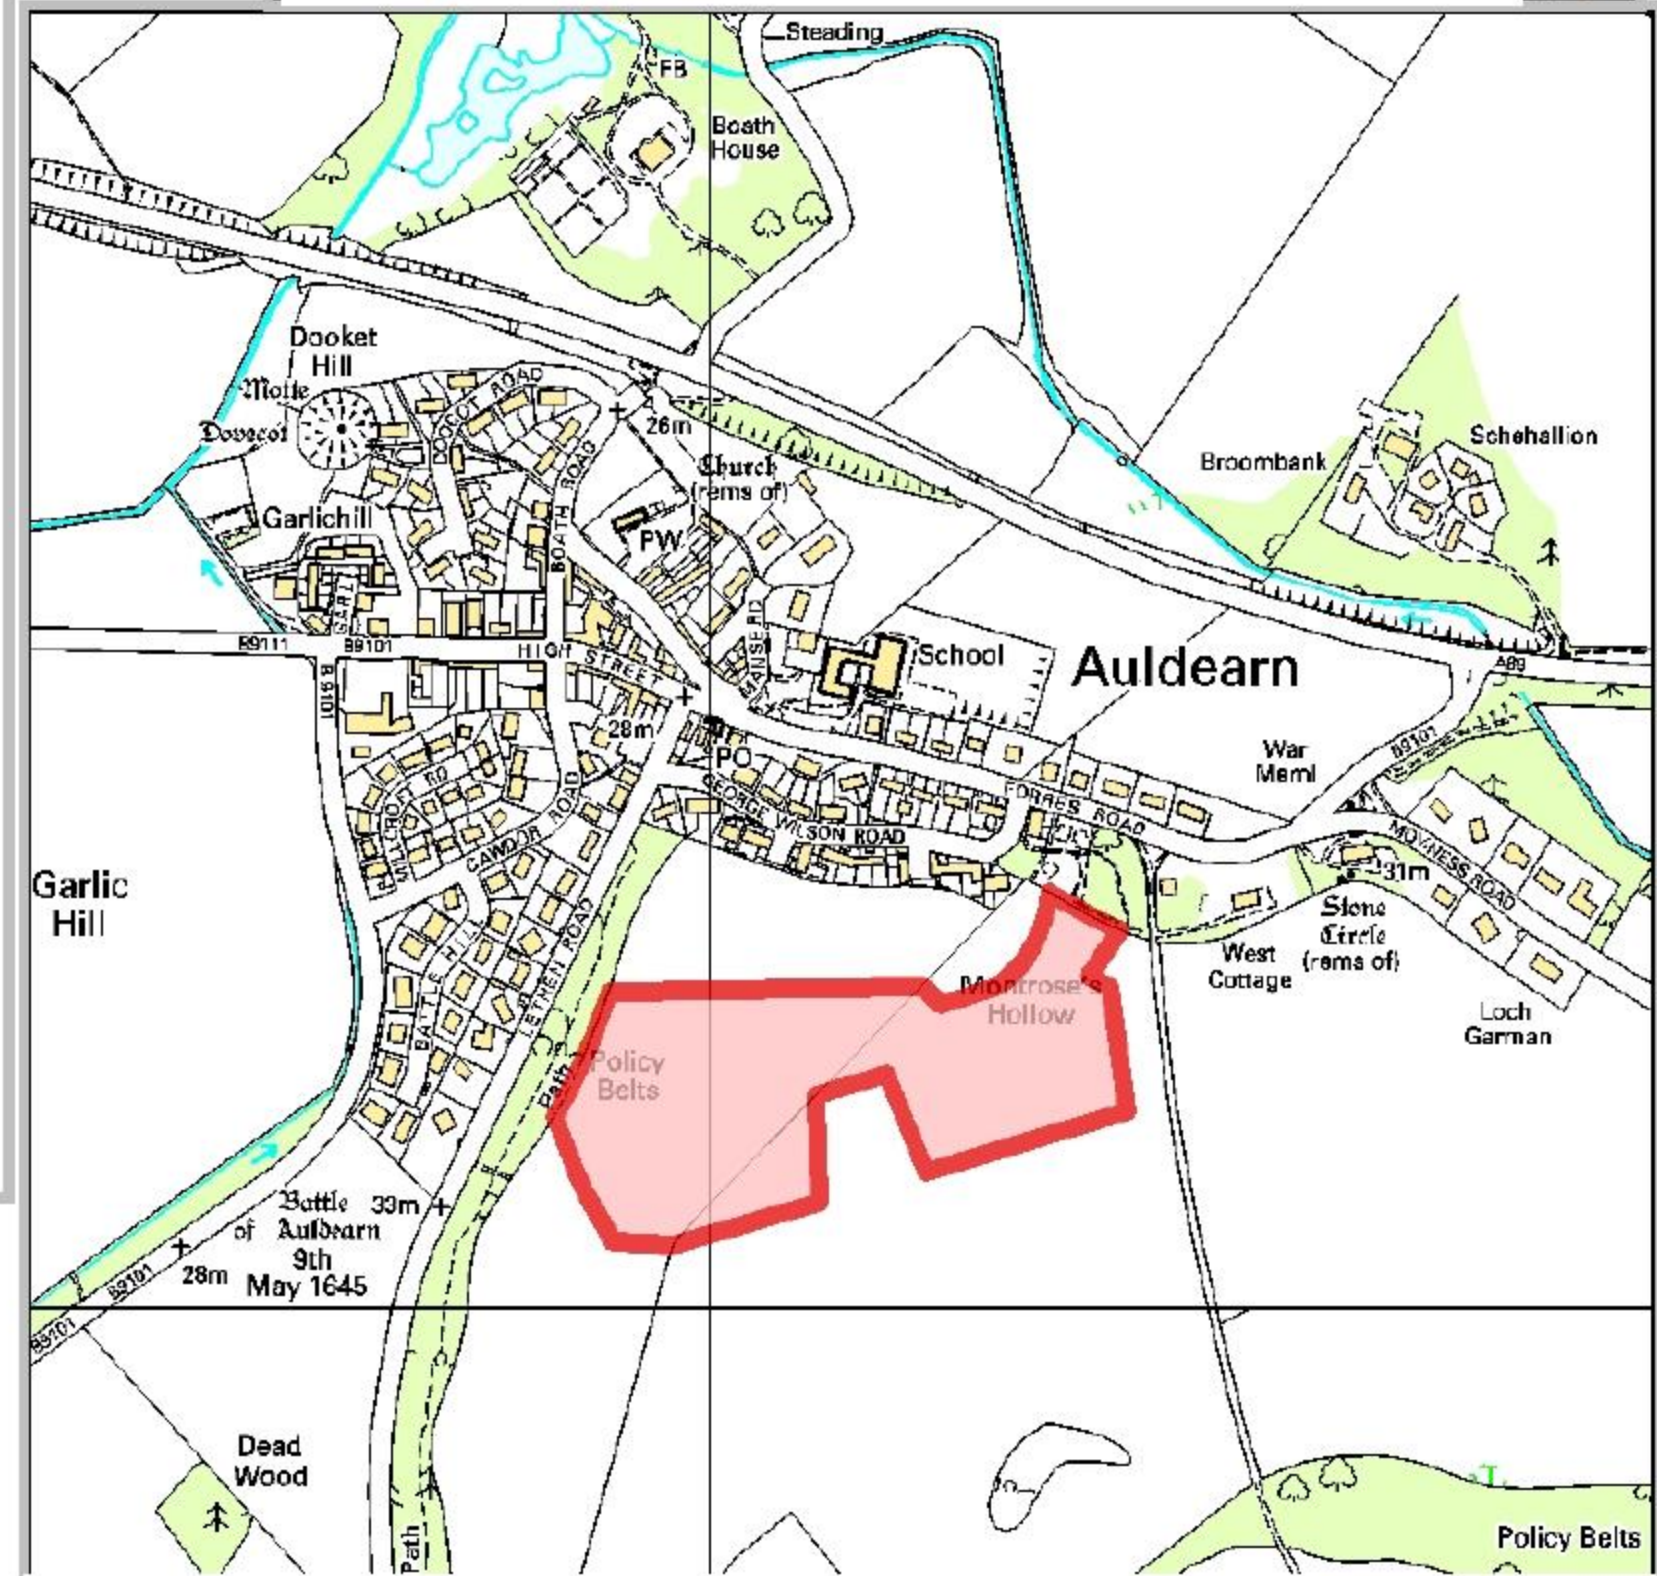 Steading
FB
Boath
House
Dooket
Hill
Motte
Dovecot
ROAD
26m
Church
(rems of)
Schehallion
Broombank
Garlichill
BOATH ROAD
PW
MANSE RD
School
Auldearn
B9111
B9101
HIGH STREET
B9101
A89
28m
PO
War
Meml
B9101
FORRES ROAD
GEORGE WILSON ROAD
MOYNESS ROAD
31m
CAWDOR ROAD
Garlic
Hill
Stone
Circle
(rems of)
West
Cottage
BATTLE HILL
LETHEN ROAD
Montrose's
Hollow
Loch
Garman
Policy
Belts
Path
Battle
of Auldearn
9th
May 1645
33m
28m
B9101
B9101
Dead
Wood
Path
Policy Belts